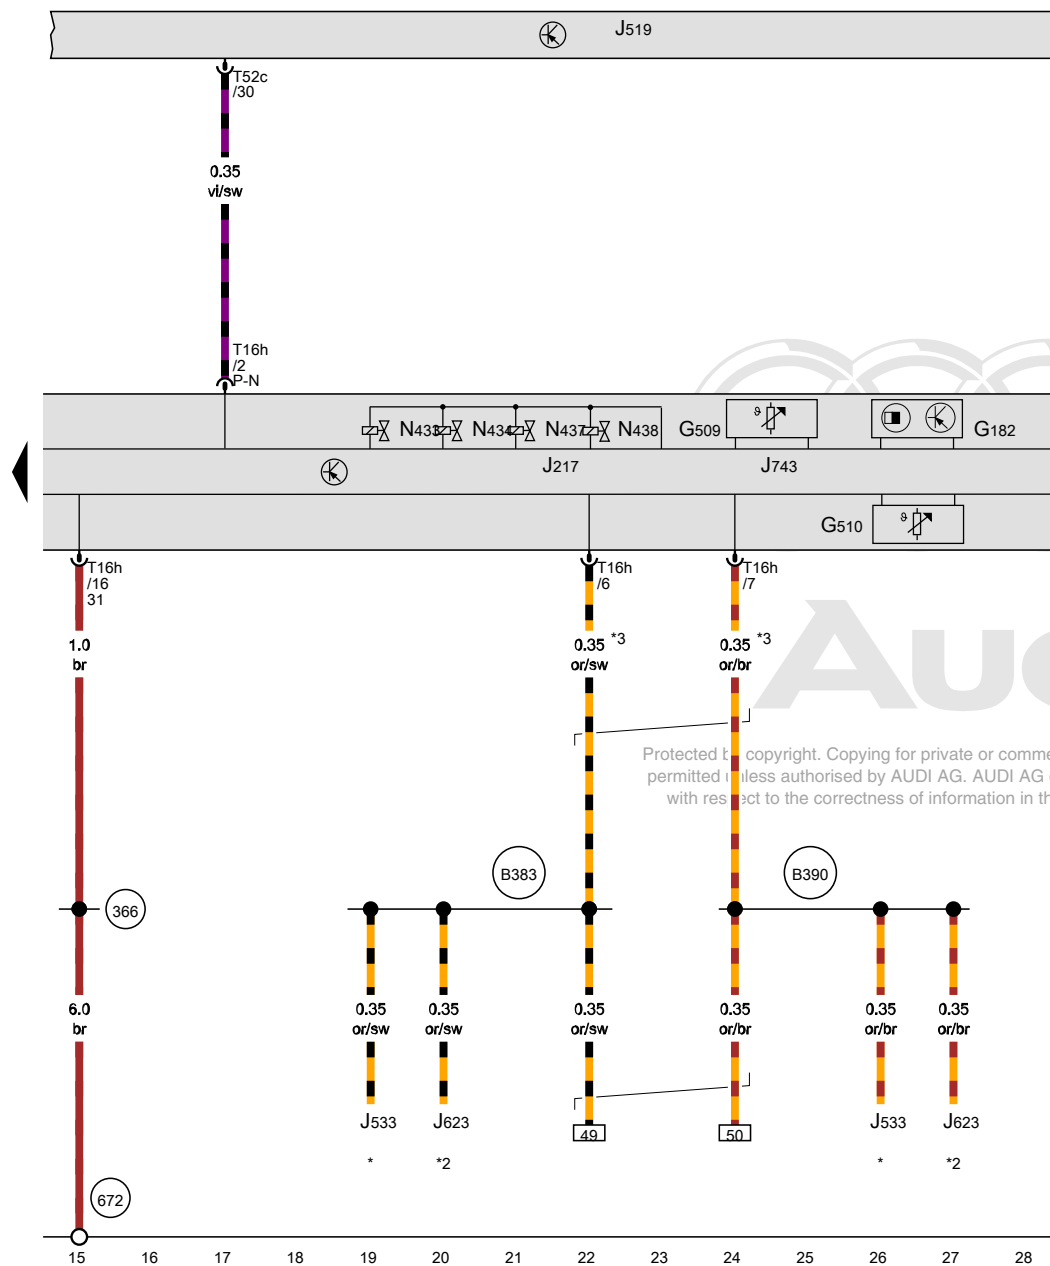 J519
T52c
/30
0.35
vi/sw
T16h
/2
P-N
N433 N434 N437 N438 G509 G182
J217 J743
G510
T16h
/16
31
T16h
/6
T16h
/7
1.0
br
0.35 *3
or/sw
0.35 *3
or/br
Protected copyright. Copying for private or comme
permitted less authorised by AUDI AG. AUDI AG
with res ect to the correctness of information in th
B383 B390
366
6.0
br
0.35
or/sw
0.35
or/sw
0.35
or/sw
0.35
or/br
0.35
or/br
0.35
or/br
J533 J623 49 50 J533 J623
* *2 * *2
672
15 16 17 18 19 20 21 22 23 24 25 26 27 28